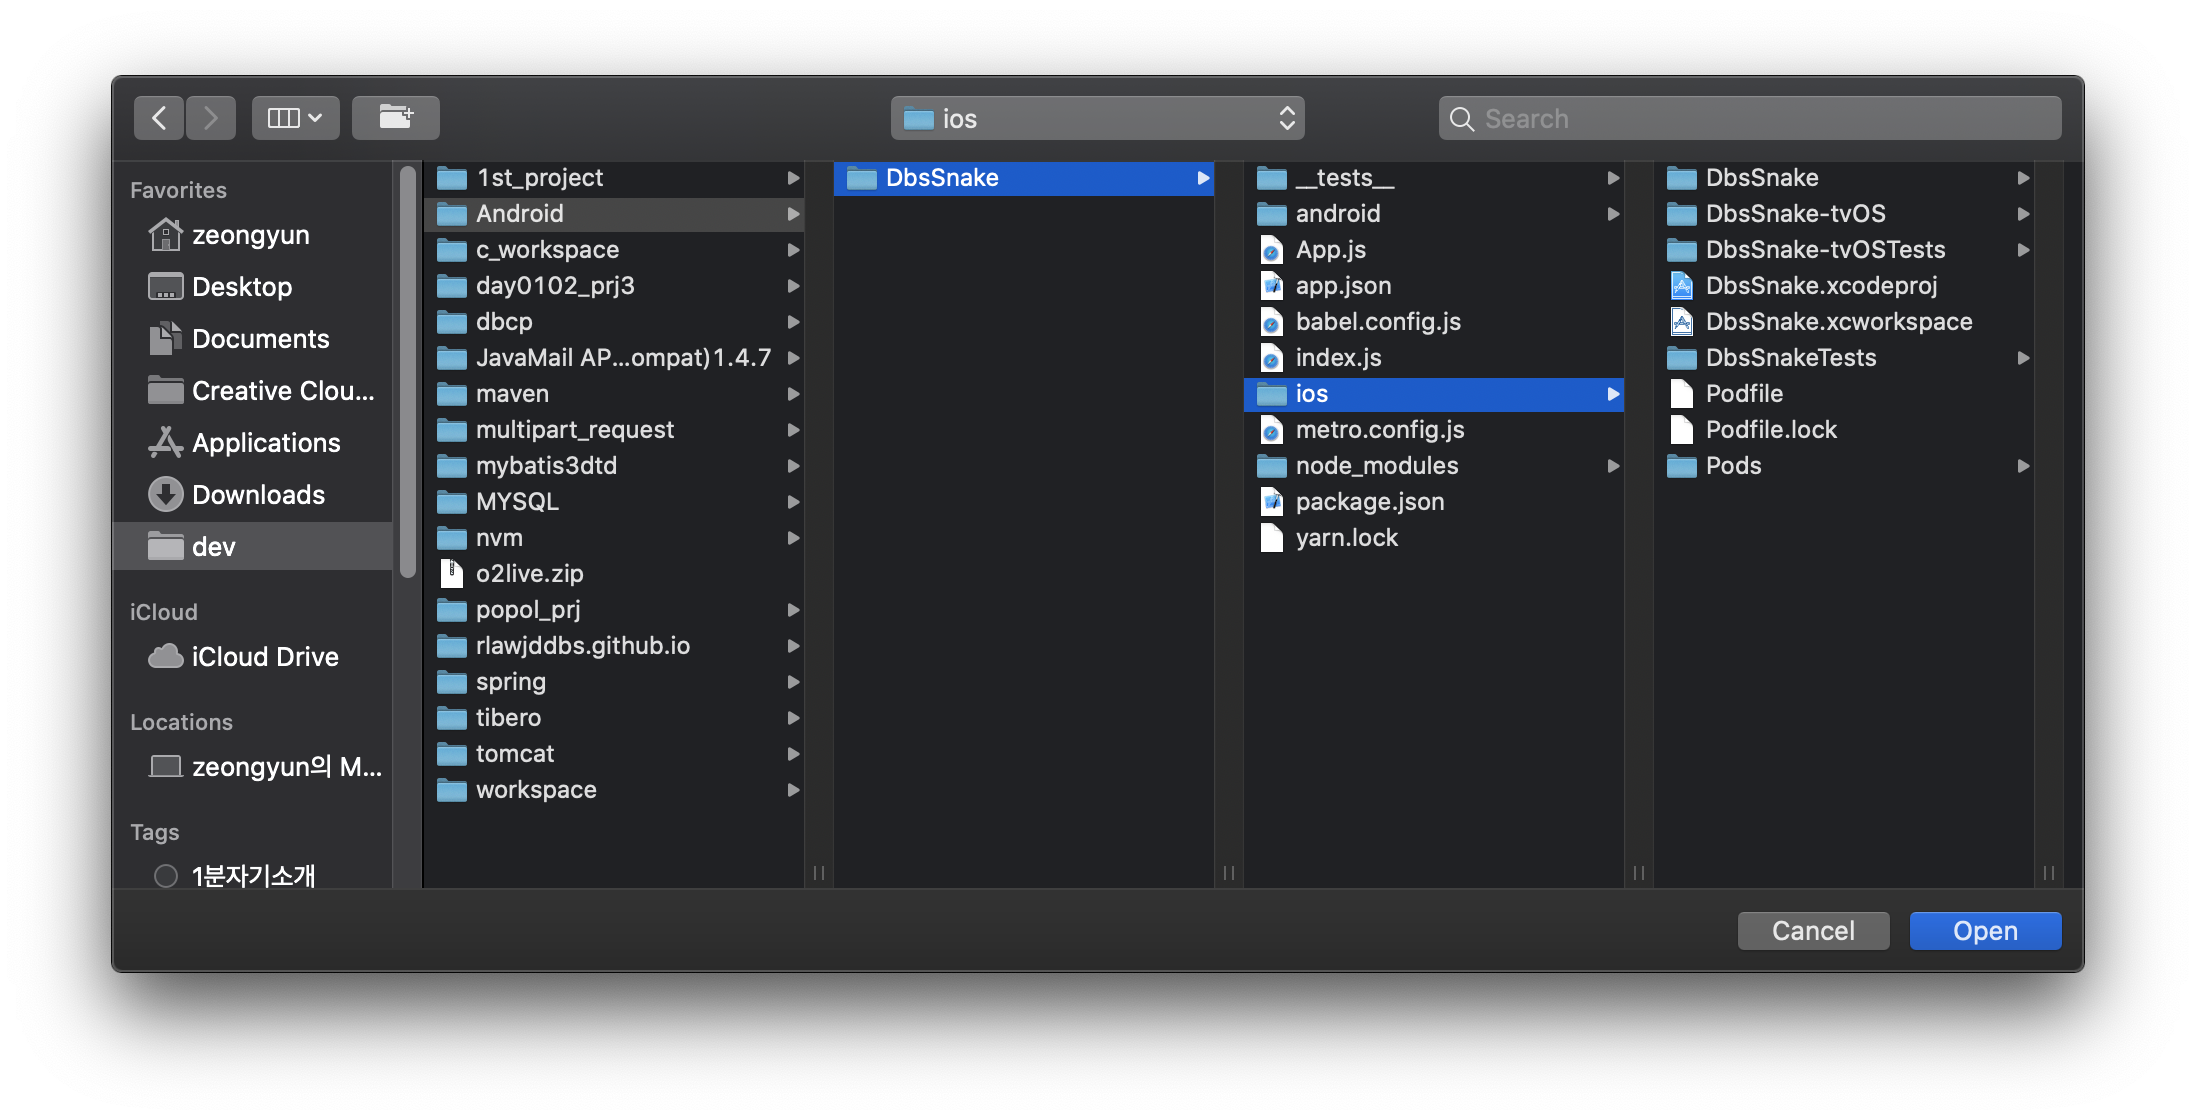 ios
Search
Favorites
zeongyun
Desktop
Documents
Creative Clou...
Applications
Downloads
dev
iCloud
iCloud Drive
Locations
zeongyun의 M...
Tags
1분자기소개
1st_project
Android
c_workspace
day0102_prj3
dbcp
JavaMail AP...ompat)1.4.7
maven
multipart_request
mybatis3dtd
MYSQL
nvm
o2live.zip
popol_prj
rlawjddbs.github.io
spring
tibero
tomcat
workspace
DbsSnake
__tests__
android
App.js
app.json
babel.config.js
index.js
ios
metro.config.js
node_modules
package.json
yarn.lock
DbsSnake
DbsSnake-tvOS
DbsSnake-tvOSTests
DbsSnake.xcodeproj
DbsSnake.xcworkspace
DbsSnakeTests
Podfile
Podfile.lock
Pods
Cancel
Open